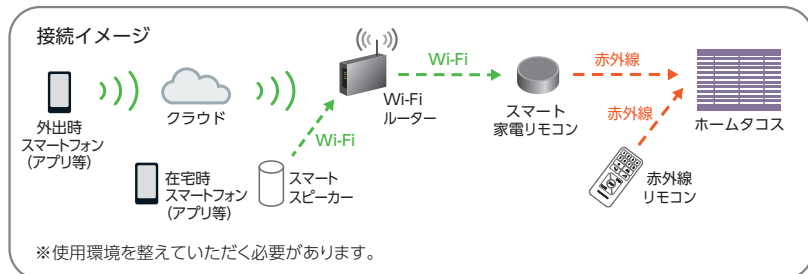 接続イメージ
外出時
スマートフォン
(アプリ等)
クラウド
在宅時
スマートフォン
(アプリ等)
スマート
スピーカー
Wi-Fi
Wi-Fi
ルーター
Wi-Fi
スマート
家電リモコン
赤外線
赤外線
赤外線
リモコン
ホームタコス
※使用環境を整えていただく必要があります。